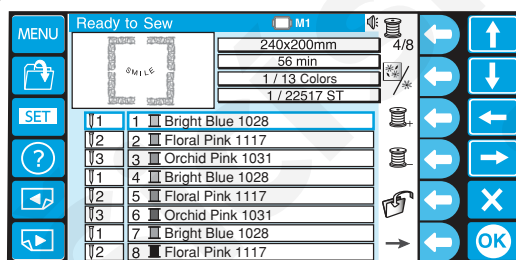 MENU
Ready to Sew
M1
4/8
SMILE
240x200mm
56 min
1 / 13 Colors
1 / 22517 ST
SET
1 1 Bright Blue 1028
2 2 Floral Pink 1117
3 3 Orchid Pink 1031
1 4 Bright Blue 1028
2 5 Floral Pink 1117
3 6 Orchid Pink 1031
1 7 Bright Blue 1028
2 8 Floral Pink 1117
?
X
OK